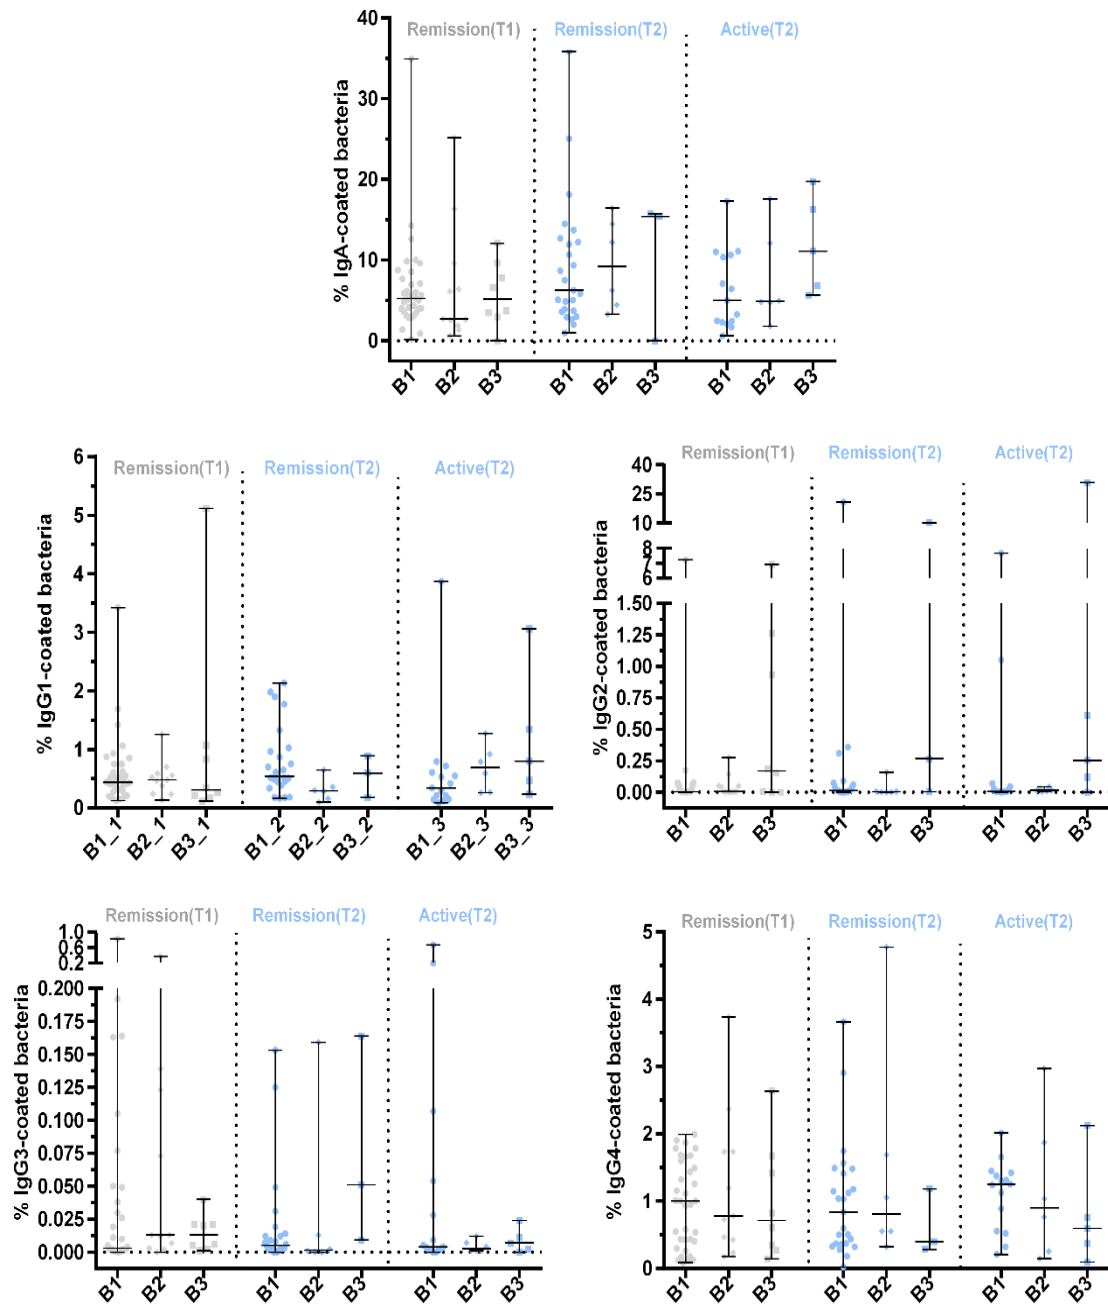 Remission(T1) Remission(T2) Active(T2)
% IgA-coated bacteria
40
30
20
10
0
B1 B2 B3 B1 B2 B3 B1 B2 B3
Remission(T1) Remission(T2) Active(T2)
% IgG1-coated bacteria
6
5
4
3
2
1
0
B1_1 B2_1 B3_1 B1_2 B2_2 B3_2 B1_3 B2_3 B3_3
Remission(T1) Remission(T2) Active(T2)
% IgG2-coated bacteria
40
25
10
8
7
6
1.50
1.25
1.00
0.75
0.50
0.25
0.00
B1 B2 B3 B1 B2 B3 B1 B2 B3
Remission(T1) Remission(T2) Active(T2)
% IgG3-coated bacteria
1.0
0.6
0.2
0.200
0.175
0.150
0.125
0.100
0.075
0.050
0.025
0.000
B1 B2 B3 B1 B2 B3 B1 B2 B3
Remission(T1) Remission(T2) Active(T2)
% IgG4-coated bacteria
5
4
3
2
1
0
B1 B2 B3 B1 B2 B3 B1 B2 B3